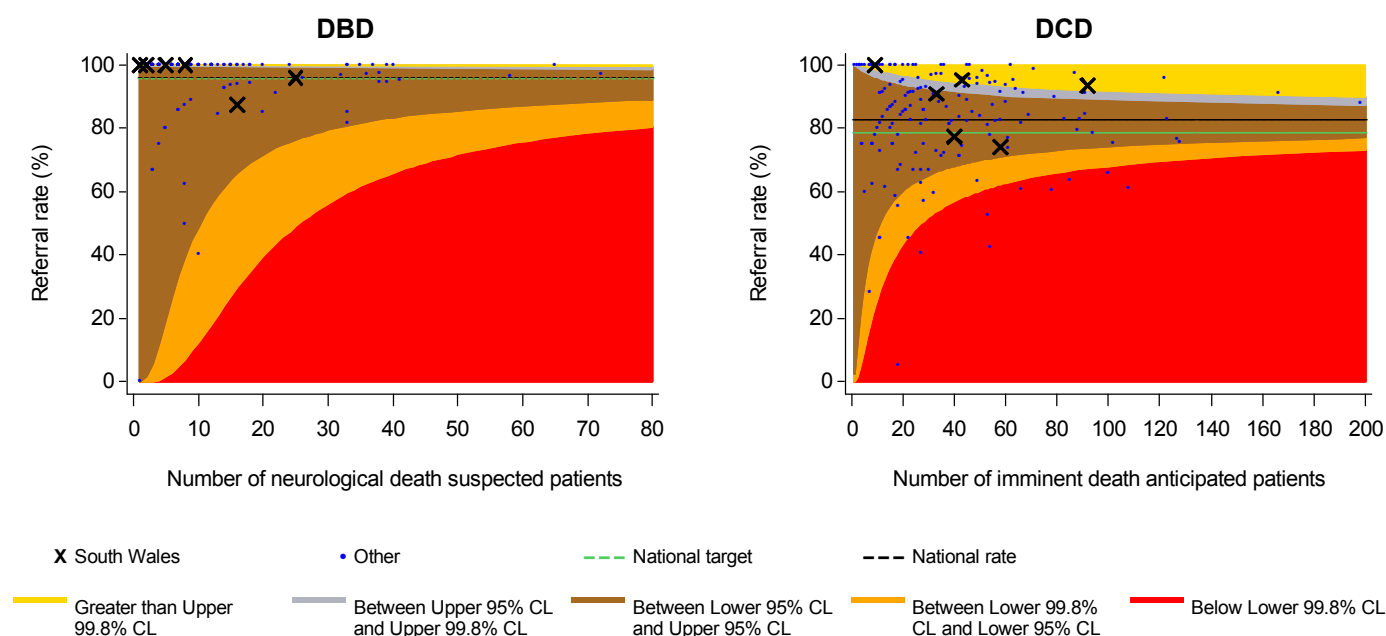 DBD
DCD
100
80
60
40
20
0
Referral rate (%)
0 10 20 30 40 50 60 70 80
Number of neurological death suspected patients
100
80
60
40
20
0
Referral rate (%)
0 20 40 60 80 100 120 140 160 180 200
Number of imminent death anticipated patients
X South Wales
Other
National target
National rate
Greater than Upper
99.8% CL
Between Upper 95% CL
and Upper 99.8% CL
Between Lower 95% CL
and Upper 95% CL
Between Lower 99.8%
CL and Lower 95% CL
Below Lower 99.8% CL